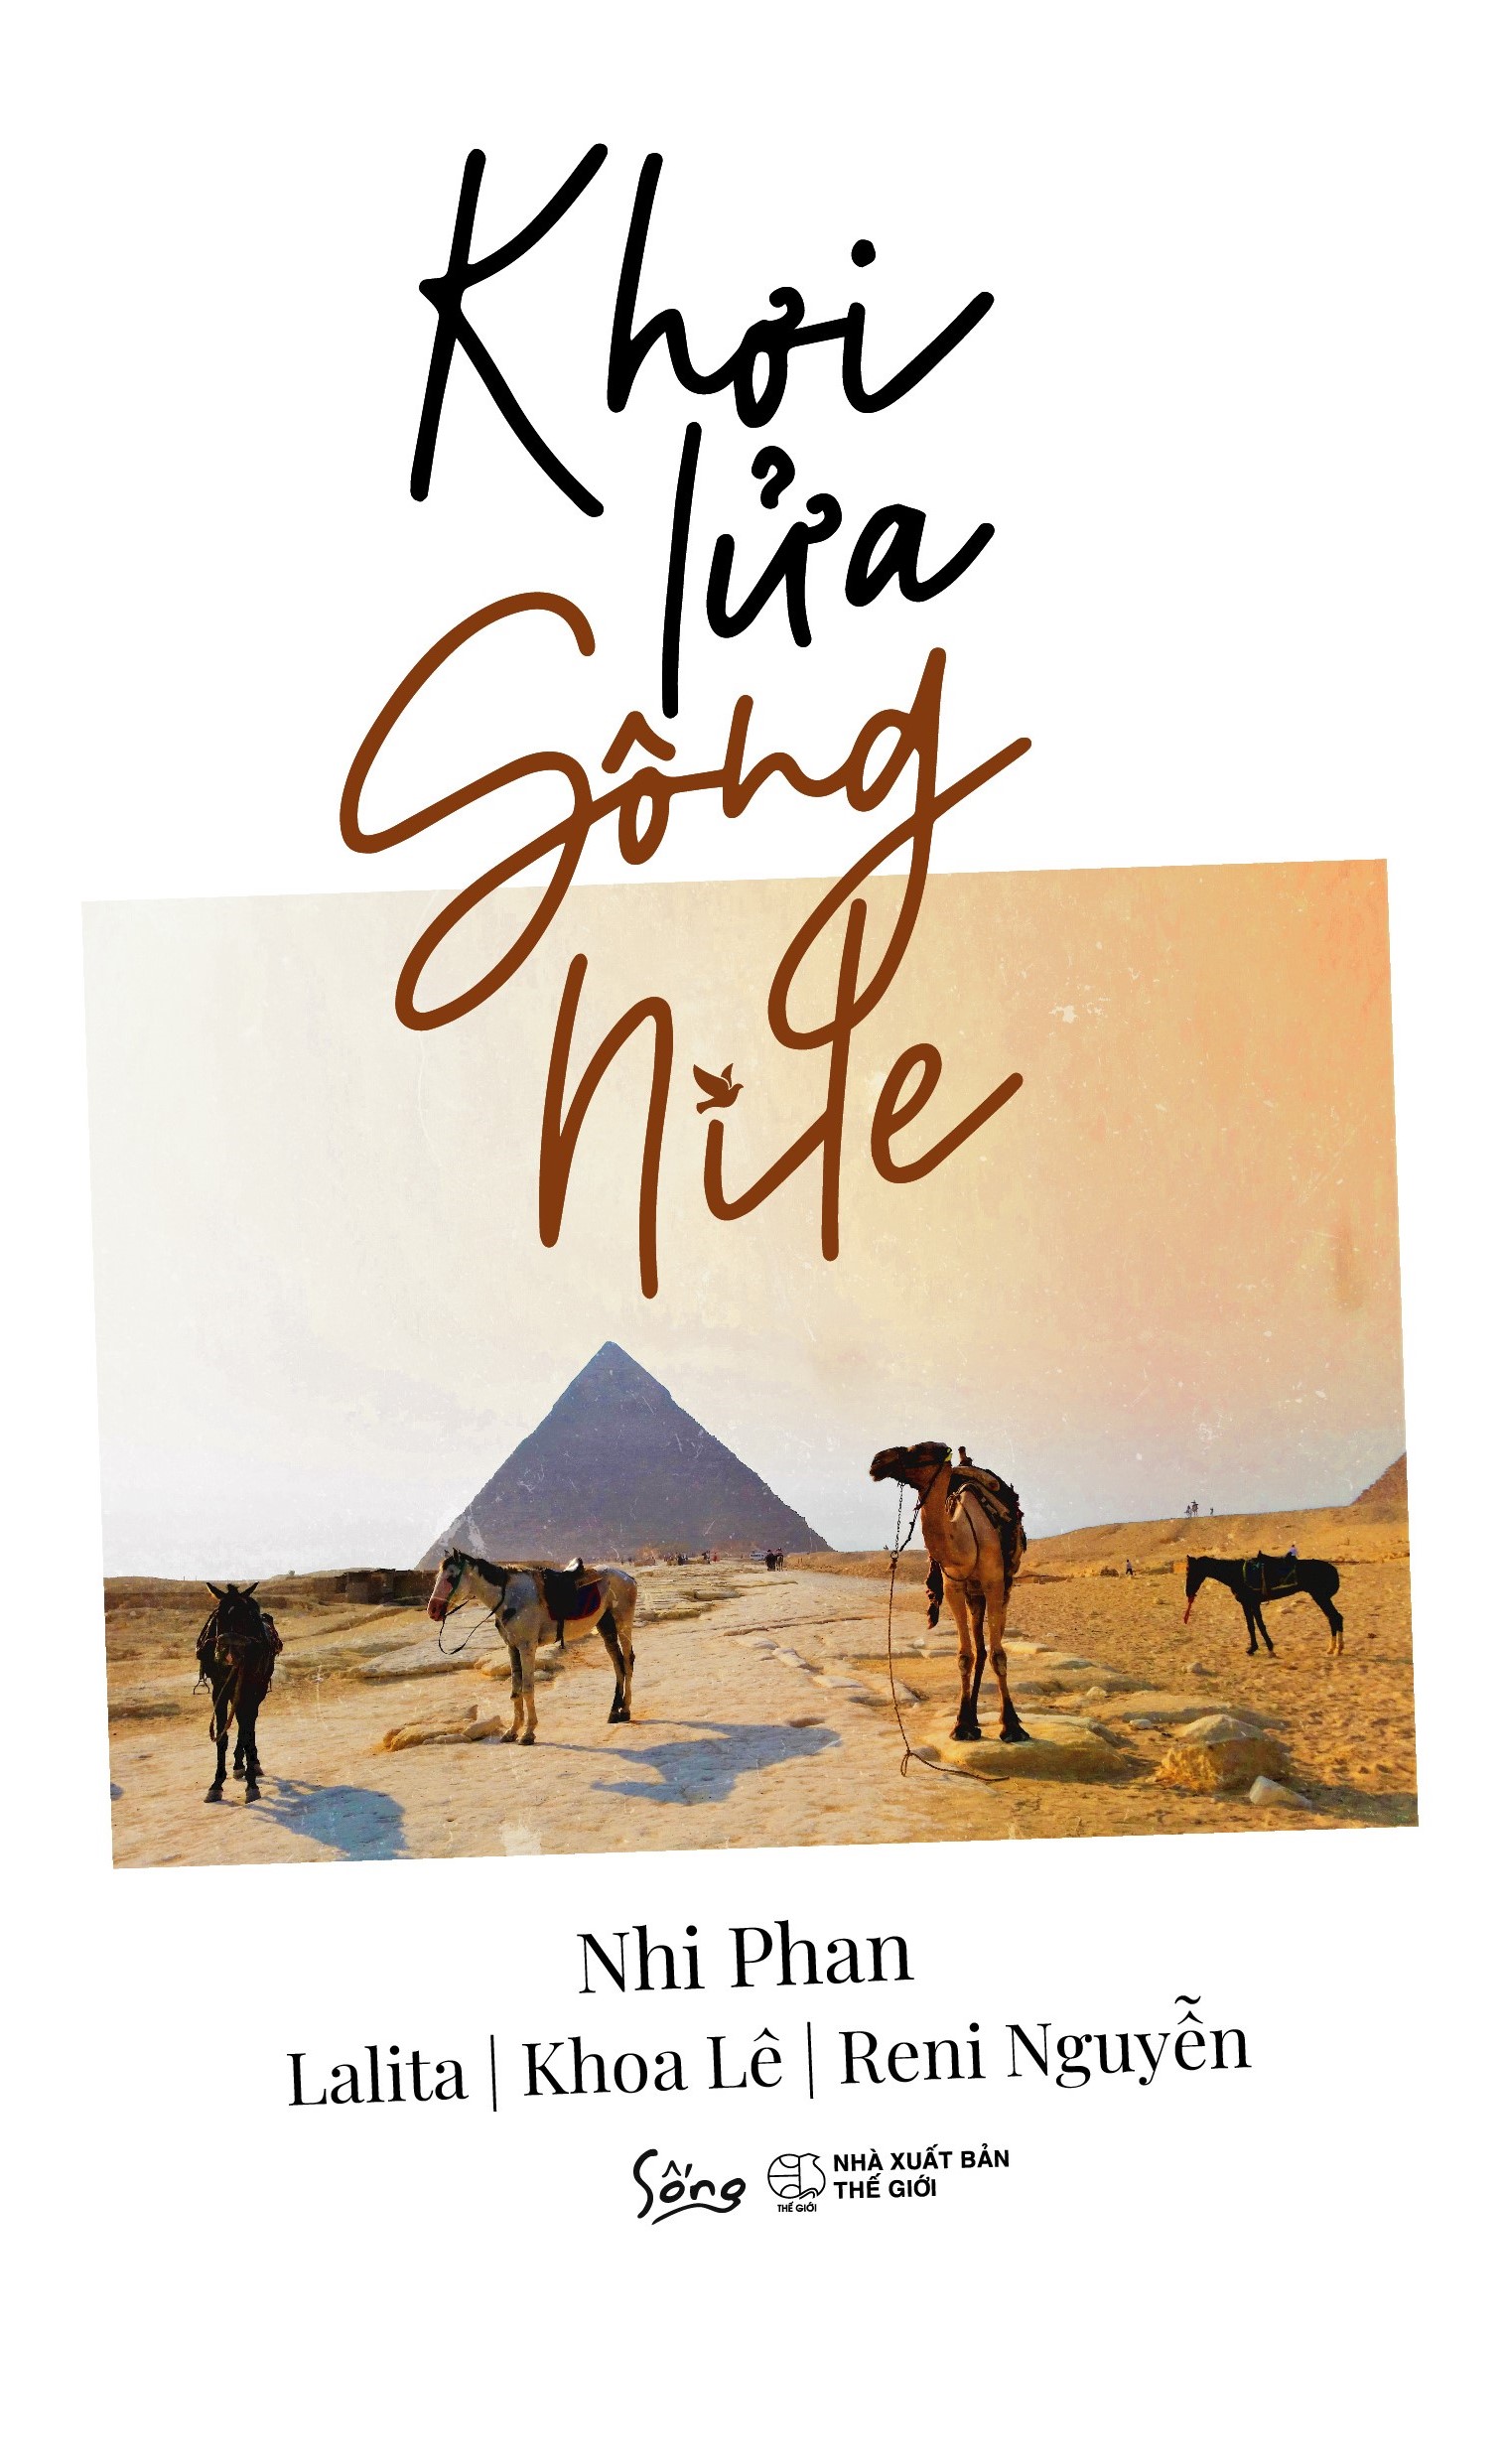 Khơi
lửa
Sông
Nile
Nhi Phan
Lalita | Khoa Lê | Reni Nguyễn
Sống
THẾ GIỚI
NHÀ XUẤT BẢN
THẾ GIỚI